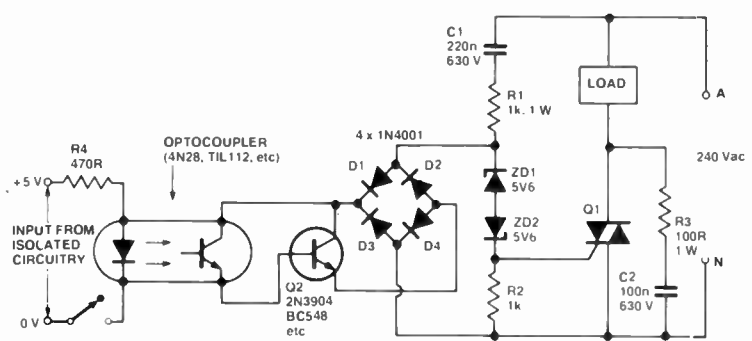 C1
220n
630 V
R1
1k, 1 W
LOAD
A
240 Vac
N
4 x 1N4001
OPTOCOUPLER
(4N28, TIL112, etc)
R4
470R
+5 V
INPUT FROM
ISOLATED
CIRCUITRY
0 V
D1
D2
D3
D4
ZD1
5V6
ZD2
5V6
Q1
R3
100R
1 W
C2
100n
630 V
R2
1k
Q2
2N3904
BC548
etc